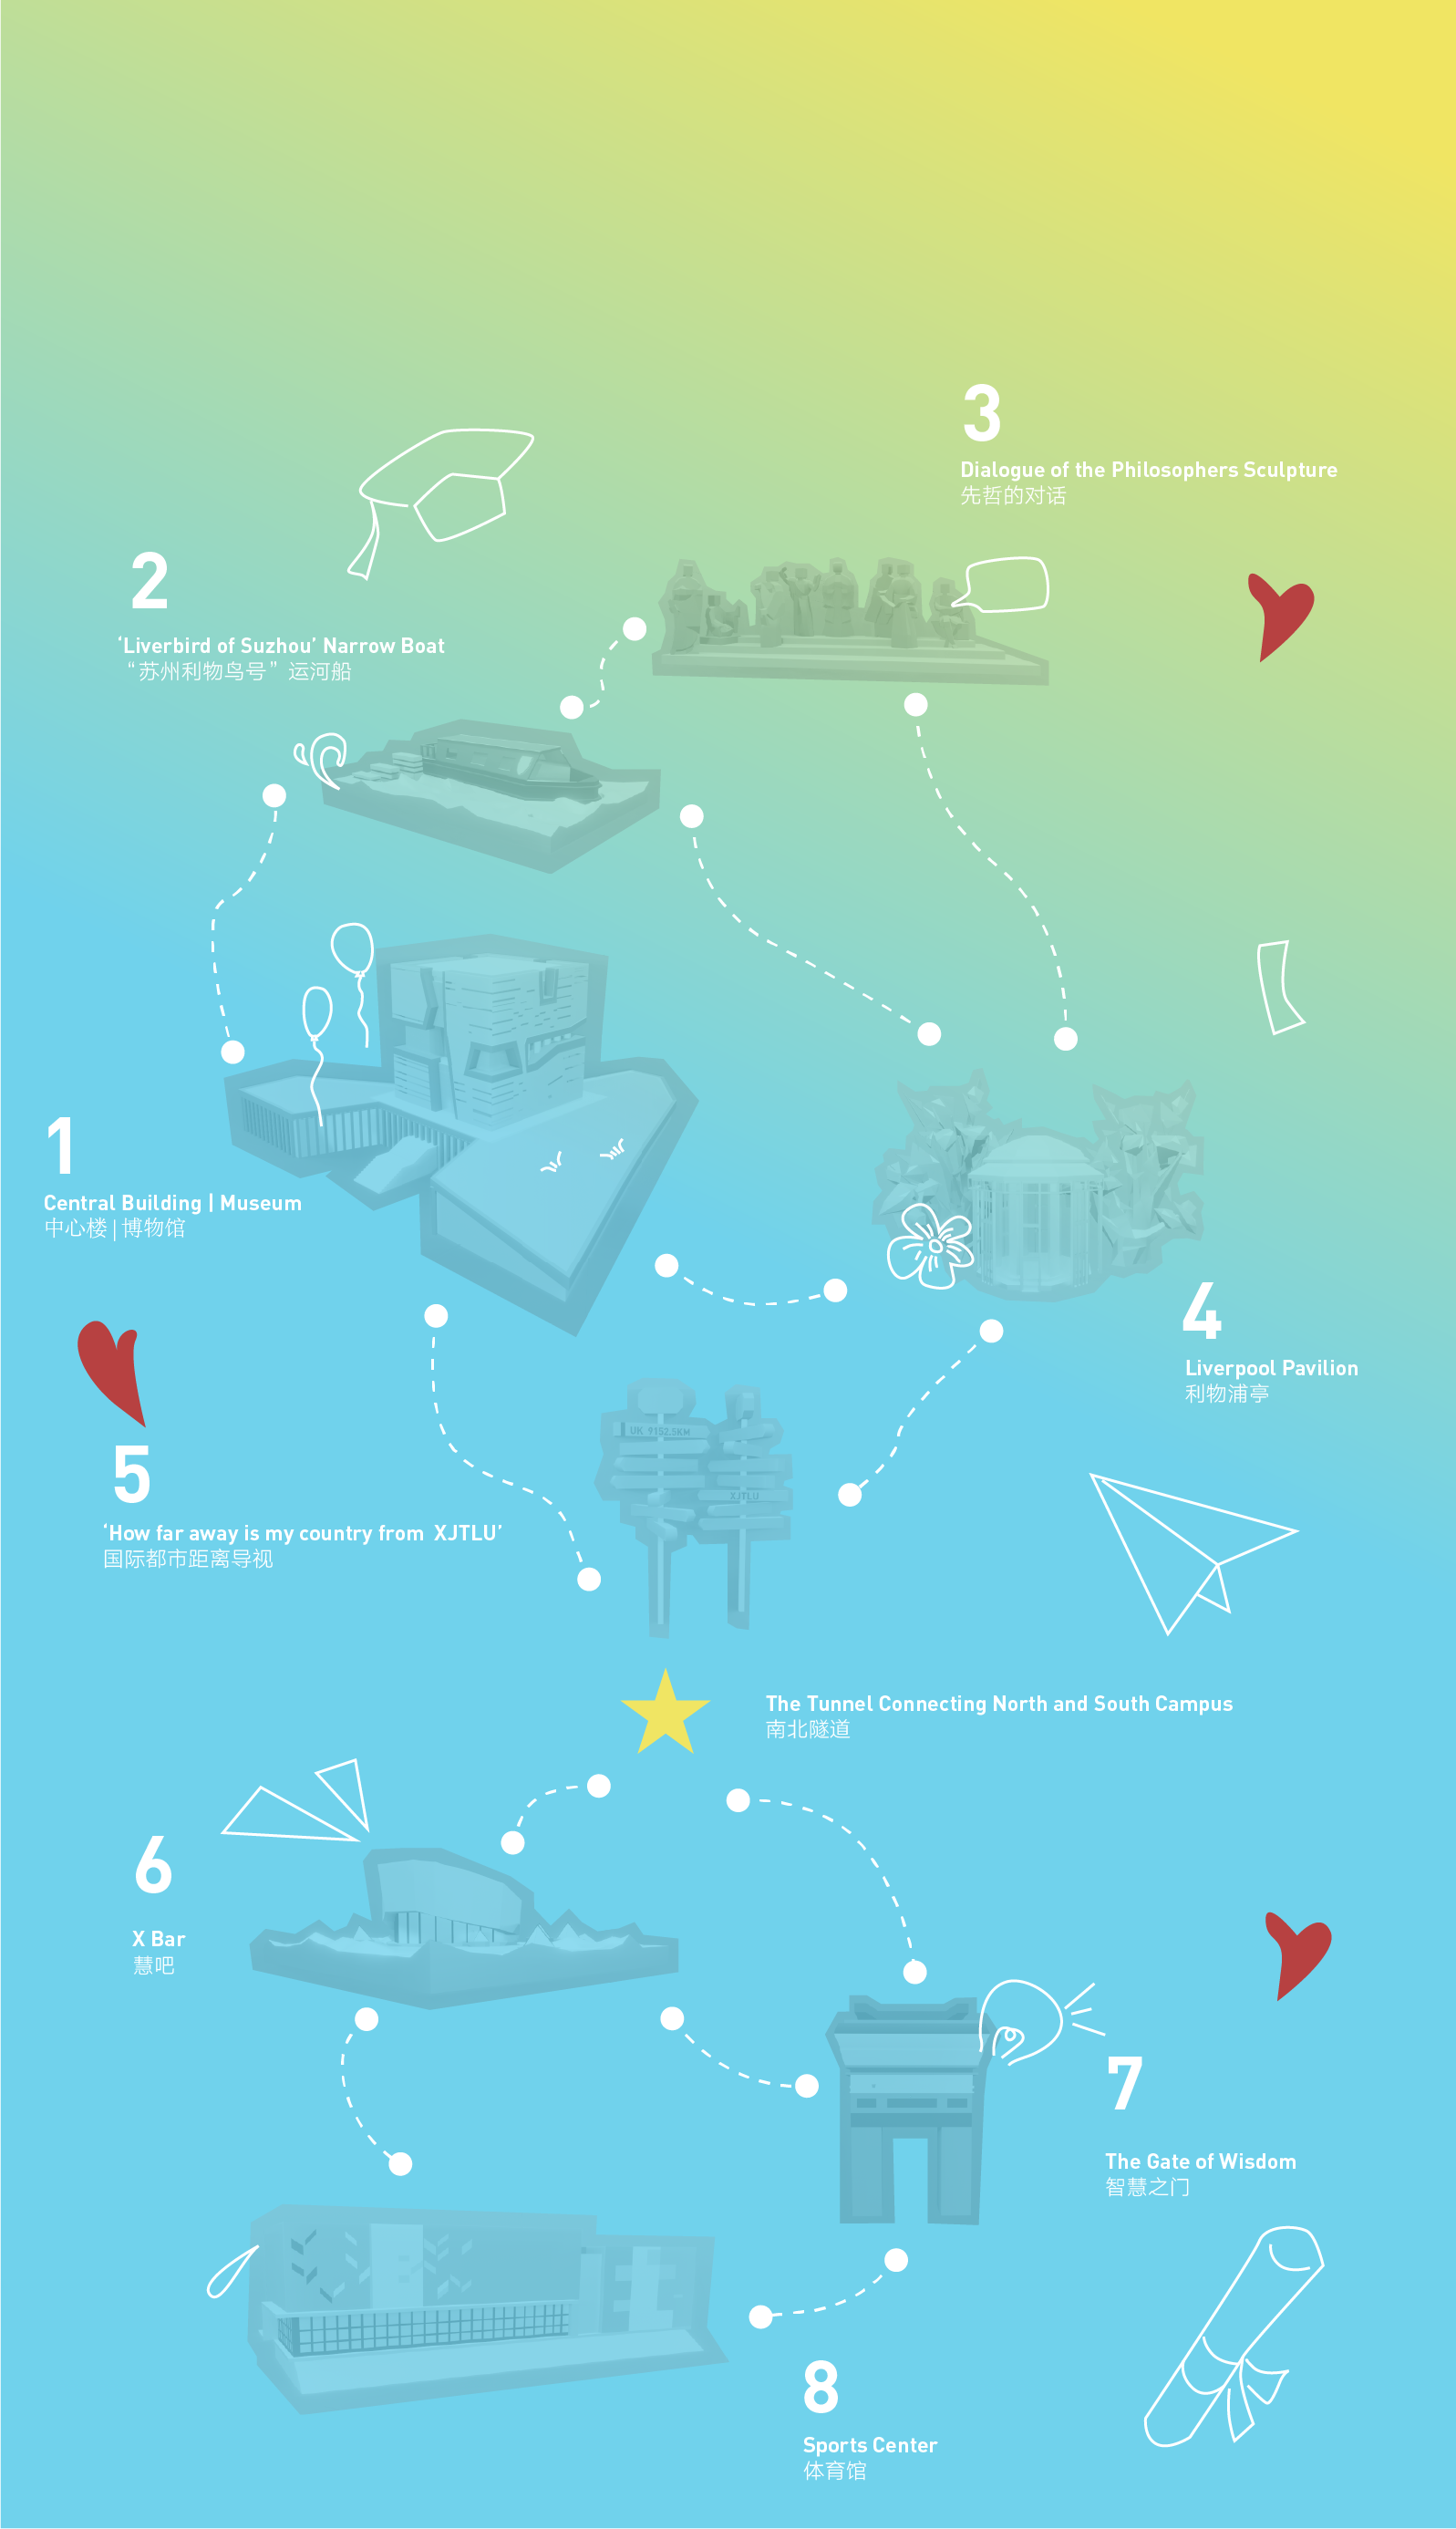 3
Dialogue of the Philosophers Sculpture
先哲的对话
2
‘Liverbird of Suzhou’ Narrow Boat
“苏州利物鸟号”运河船
1
Central Building | Museum
中心楼|博物馆
4
Liverpool Pavilion
利物浦亭
UK 9152.5KM
XJTLU
5
‘How far away is my country from XJTLU’
国际都市距离导视
The Tunnel Connecting North and South Campus
南北隧道
6
X Bar
慧吧
7
The Gate of Wisdom
智慧之门
8
Sports Center
体育馆